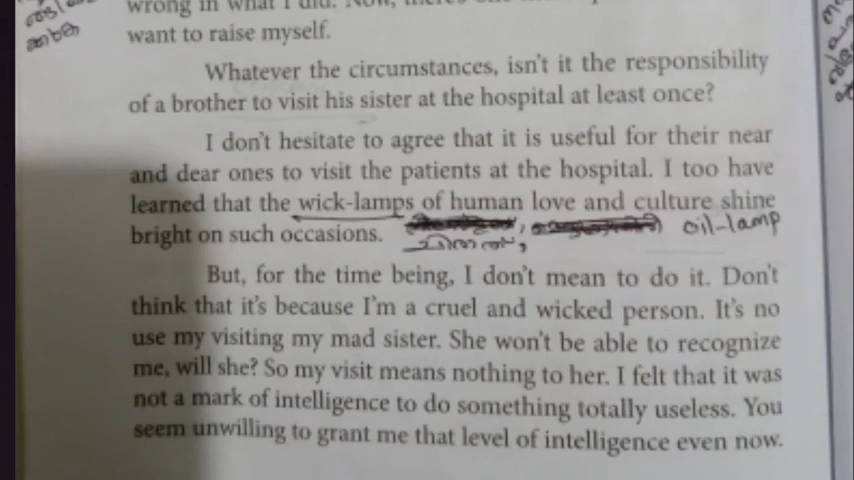 wrong in what I did. Now, there's
want to raise myself.
Whatever the circumstances, isn't it the responsibility
of a brother to visit his sister at the hospital at least once?
I don't hesitate to agree that it is useful for their near
and dear ones to visit the patients at the hospital. I too have
learned that the wick-lamps of human love and culture shine
bright on such occasions.
oil-lamp
But, for the time being, I don't mean to do it. Don't
think that it's because I'm a cruel and wicked person. It's no
use my visiting my mad sister. She won't be able to recognize
me, will she? So my visit means nothing to her. I felt that it was
not a mark of intelligence to do something totally useless. You
seem unwilling to grant me that level of intelligence even now.